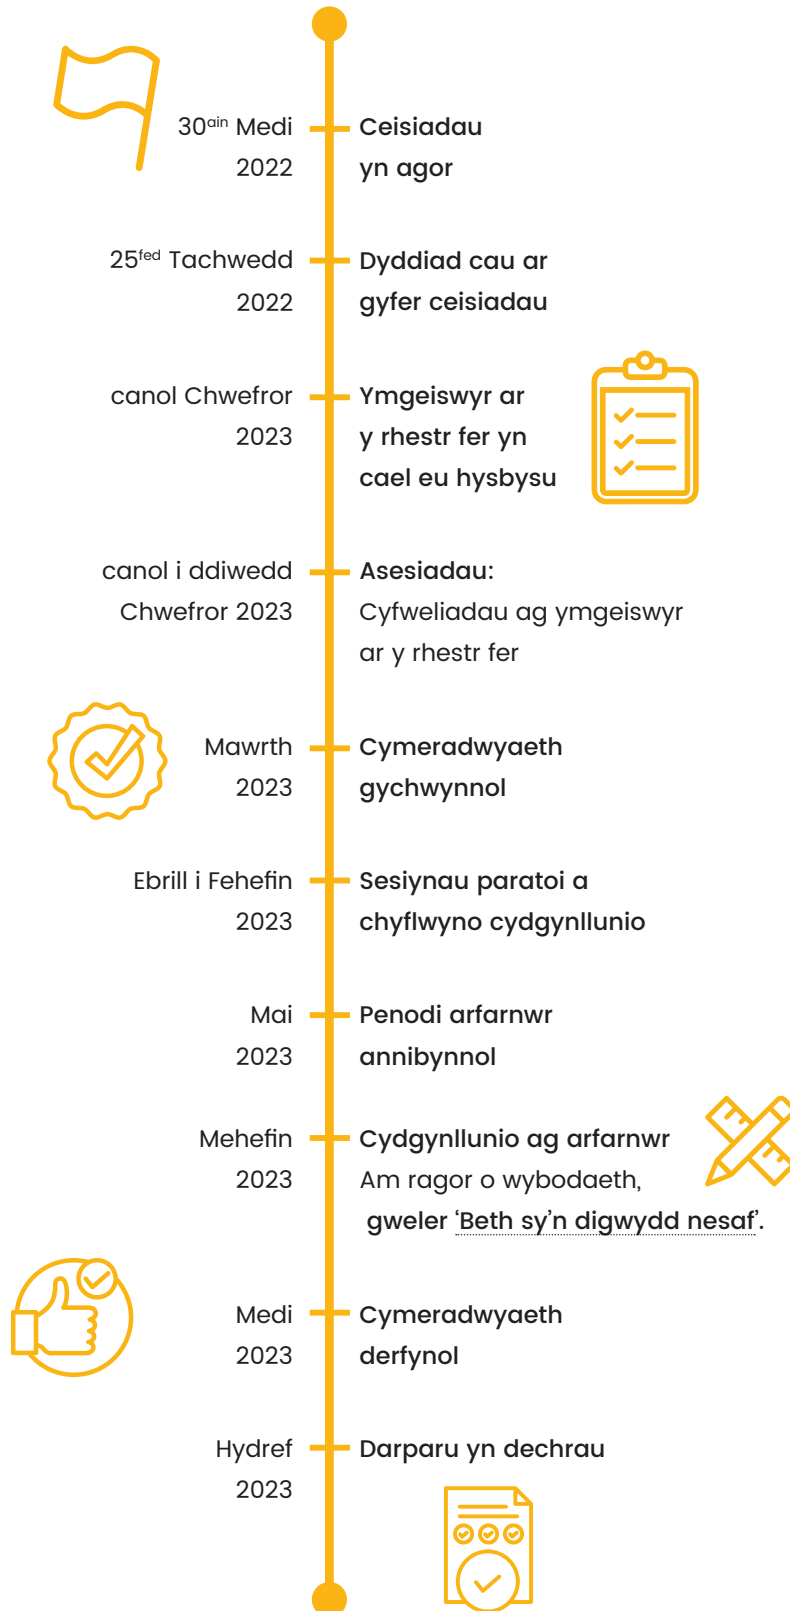 30ain Medi
2022
Ceisiadau
yn agor
25fed Tachwedd
2022
Dyddiad cau ar
gyfer ceisiadau
canol Chwefror
2023
Ymgeiswyr ar
y rhestr fer yn
cael eu hysbysu
canol i ddiwedd
Chwefror 2023
Asesiadau:
Cyfweliadau ag ymgeiswyr
ar y rhestr fer
Mawrth
2023
Cymeradwyaeth
gychwynnol
Ebrill i Fehefin
2023
Sesiynau paratoi a
chyflwyno cydgynllunio
Mai
2023
Penodi arfarnwr
annibynnol
Mehefin
2023
Cydgynllunio ag arfarnwr
Am ragor o wybodaeth,
gweler ‘Beth sy’n digwydd nesaf’.
Medi
2023
Cymeradwyaeth
derfynol
Hydref
2023
Darparu yn dechrau